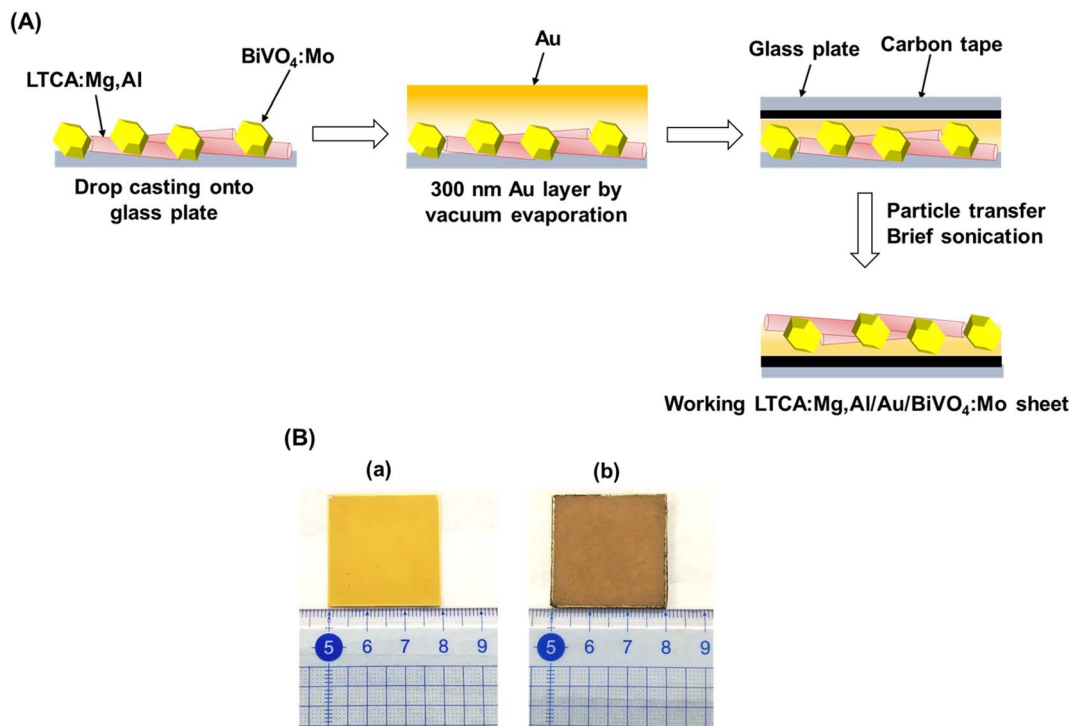 (A)
Au
Glass plate
Carbon tape
BiVO₄:Mo
LTCA:Mg,Al
Drop casting onto
glass plate
300 nm Au layer by
vacuum evaporation
Particle transfer
Brief sonication
Working LTCA:Mg,Al/Au/BiVO₄:Mo sheet
(B)
(a)
(b)
5 6 7 8 9
5 6 7 8 9